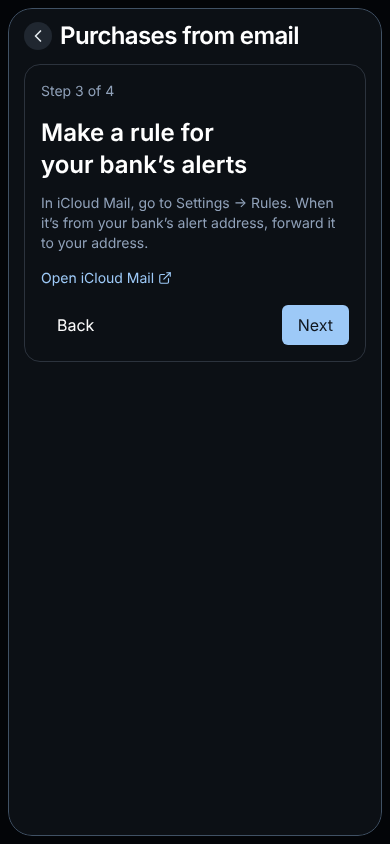 Purchases from email
Step 3 of 4
Make a rule for
your bank’s alerts
In iCloud Mail, go to Settings → Rules. When
it’s from your bank’s alert address, forward it
to your address.
Open iCloud Mail
Back
Next